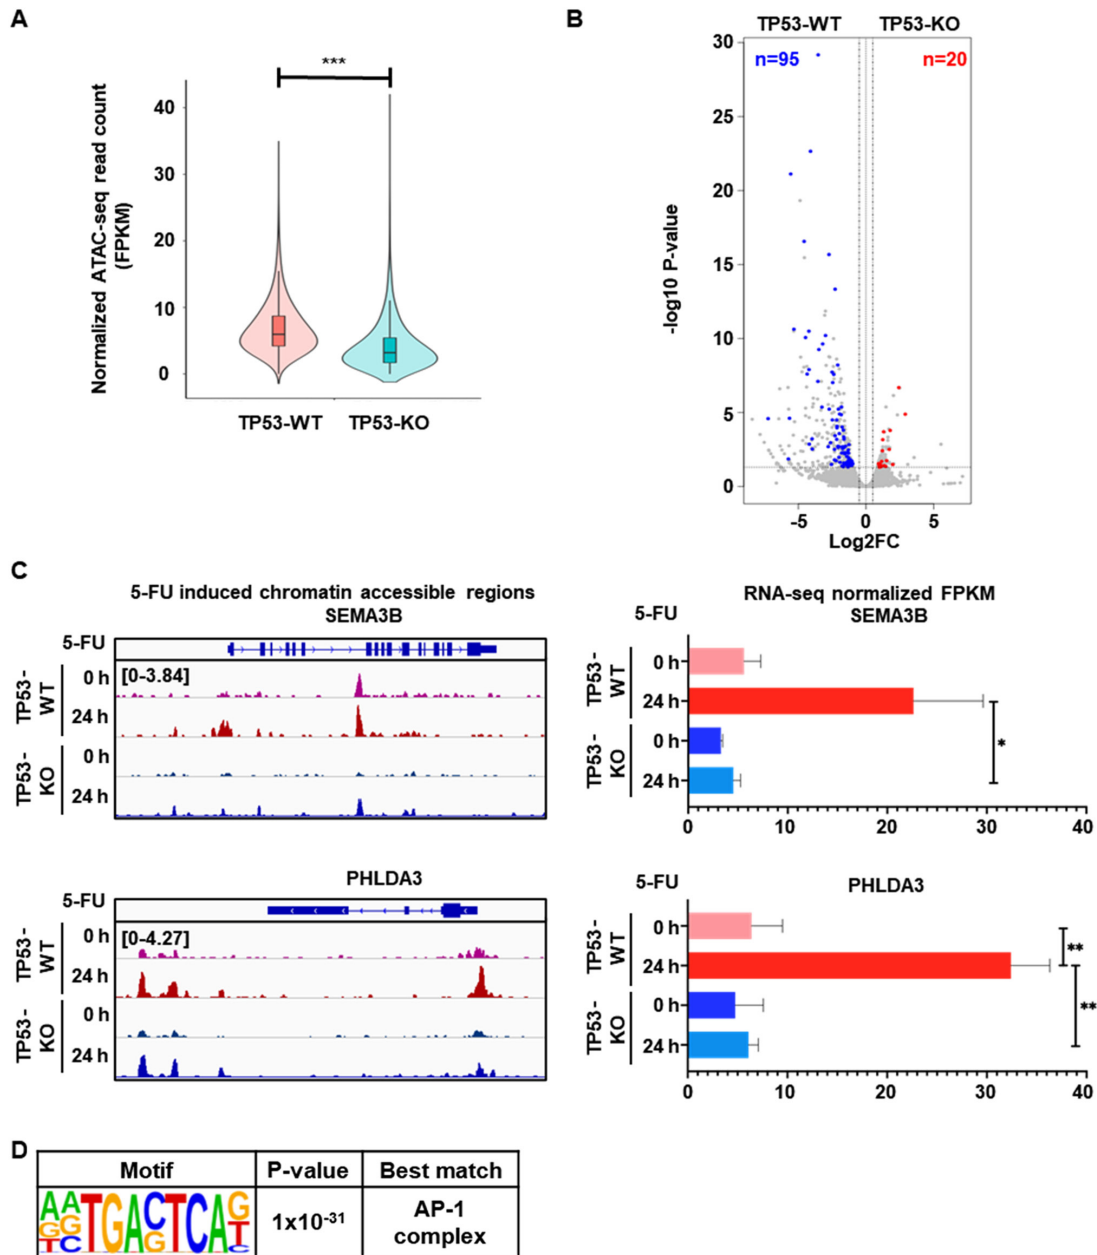 A
Normalized ATAC-seq read count
(FPKM)
***
40
30
20
10
0
TP53-WT TP53-KO
B
TP53-WT TP53-KO
n=95 n=20
-log10 P-value
30
25
20
15
10
5
0
-5 0 5
Log2FC
C
5-FU induced chromatin accessible regions
SEMA3B
5-FU
[0-3.84]
TP53-
WT
0 h
24 h
TP53-
KO
0 h
24 h
RNA-seq normalized FPKM
5-FU
SEMA3B
TP53-
WT
0 h
24 h
TP53-
KO
0 h
24 h
*
0 10 20 30 40
PHLDA3
5-FU
[0-4.27]
TP53-
WT
0 h
24 h
TP53-
KO
0 h
24 h
5-FU
PHLDA3
TP53-
WT
0 h
24 h
TP53-
KO
0 h
24 h
**
**
0 10 20 30 40
D
Motif P-value Best match
AATGACTCAG
GG G T
TC C
1x10-31
AP-1
complex